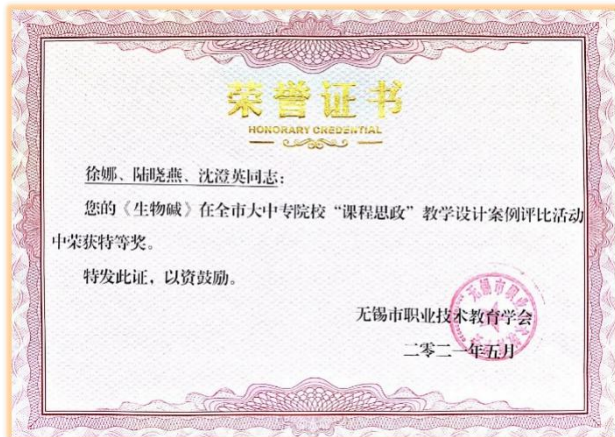 荣誉证书
HONORARY CREDENTIAL
徐娜、陆晓燕、沈澄英同志：
您的《生物碱》在全市大中专院校“课程思政”教学设计案例评比活动
中荣获特等奖。
特发此证，以资鼓励。
无锡市职业技术教育学会
二零二一年五月